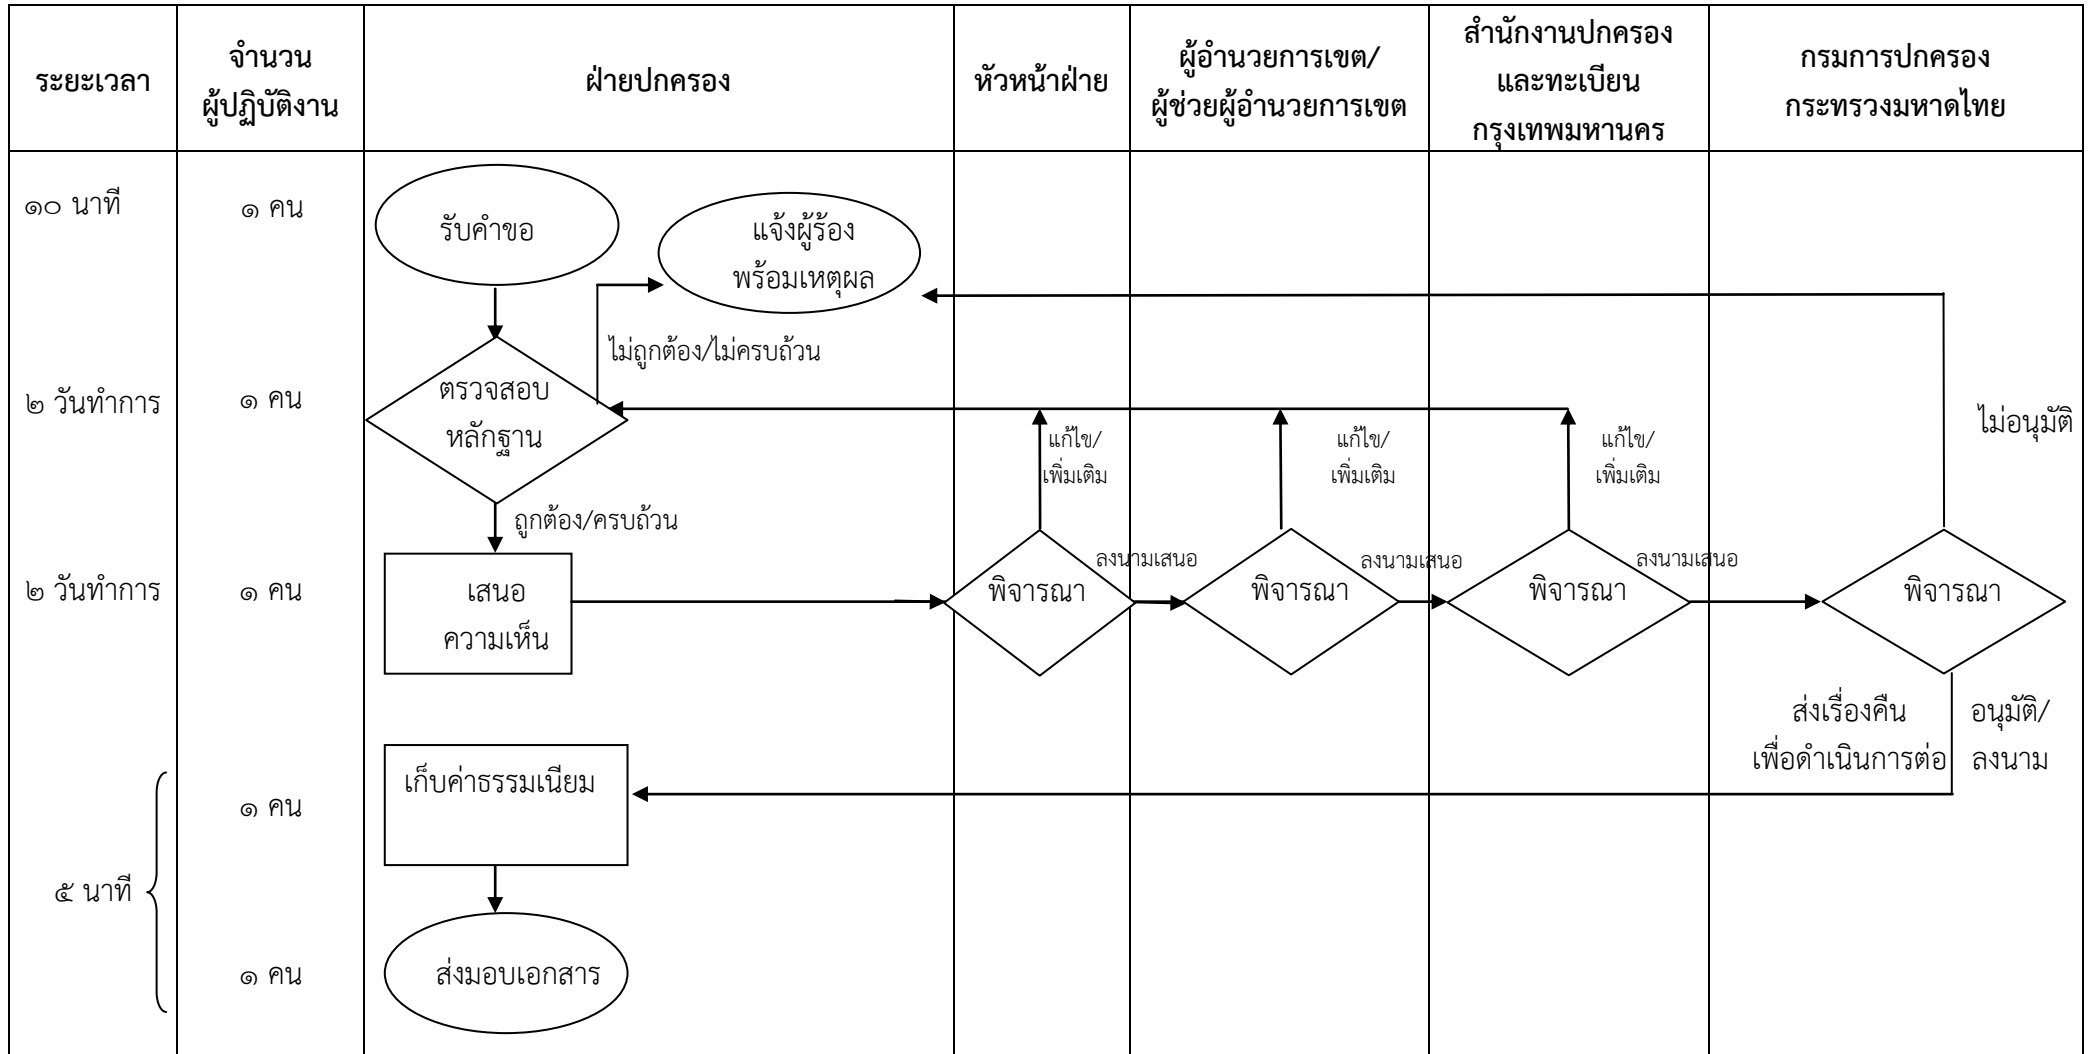 ระยะเวลา
จำนวน
ผู้ปฏิบัติงาน
ฝ่ายปกครอง
หัวหน้าฝ่าย
ผู้อำนวยการเขต/
ผู้ช่วยผู้อำนวยการเขต
สำนักงานปกครอง
และทะเบียน
กรุงเทพมหานคร
กรมการปกครอง
กระทรวงมหาดไทย
๑๐ นาที
๑ คน
รับคำขอ
แจ้งผู้ร้อง
พร้อมเหตุผล
ไม่ถูกต้อง/ไม่ครบถ้วน
๒ วันทำการ
๑ คน
ตรวจสอบ
หลักฐาน
แก้ไข/
เพิ่มเติม
แก้ไข/
เพิ่มเติม
แก้ไข/
เพิ่มเติม
ไม่อนุมัติ
ถูกต้อง/ครบถ้วน
๒ วันทำการ
๑ คน
เสนอ
ความเห็น
พิจารณา
ลงนามเสนอ
พิจารณา
ลงนามเสนอ
พิจารณา
ลงนามเสนอ
พิจารณา
ส่งเรื่องคืน
เพื่อดำเนินการต่อ
อนุมัติ/
ลงนาม
๑ คน
เก็บค่าธรรมเนียม
๕ นาที
๑ คน
ส่งมอบเอกสาร